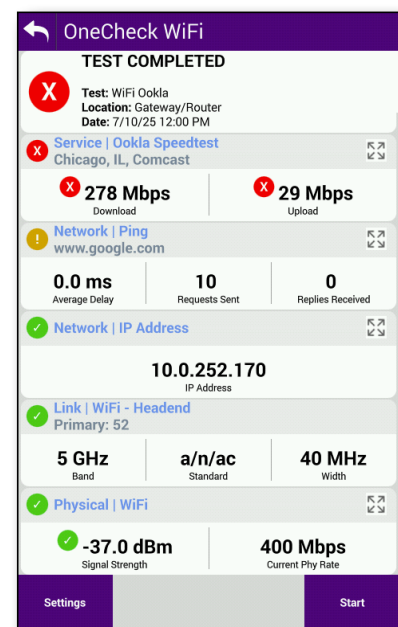 OneCheck WiFi
TEST COMPLETED
X
Test: WiFi Ookla
Location: Gateway/Router
Date: 7/10/25 12:00 PM
X
Service | Ookla Speedtest
Chicago, IL, Comcast
X 278 Mbps
Download
X 29 Mbps
Upload
!
Network | Ping
www.google.com
0.0 ms
Average Delay
10
Requests Sent
0
Replies Received
Network | IP Address
10.0.252.170
IP Address
Link | WiFi - Headend
Primary: 52
5 GHz
Band
a/n/ac
Standard
40 MHz
Width
Physical | WiFi
-37.0 dBm
Signal Strength
400 Mbps
Current Phy Rate
Settings
Start